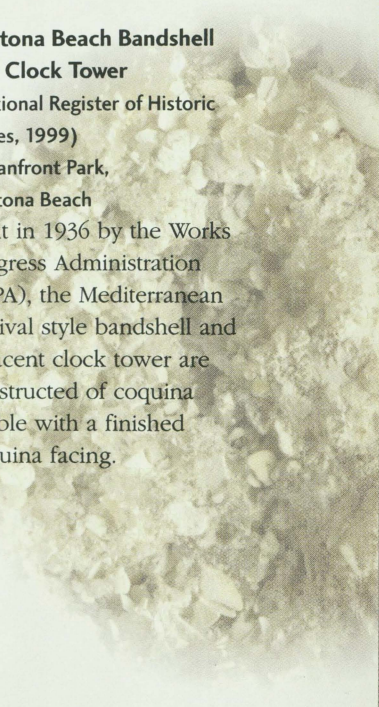 tona Beach Bandshell
Clock Tower
ional Register of Historic
es, 1999)
anfront Park,
tona Beach
t in 1936 by the Works
gress Administration
PA), the Mediterranean
ival style bandshell and
acent clock tower are
structed of coquina
ole with a finished
uina facing.